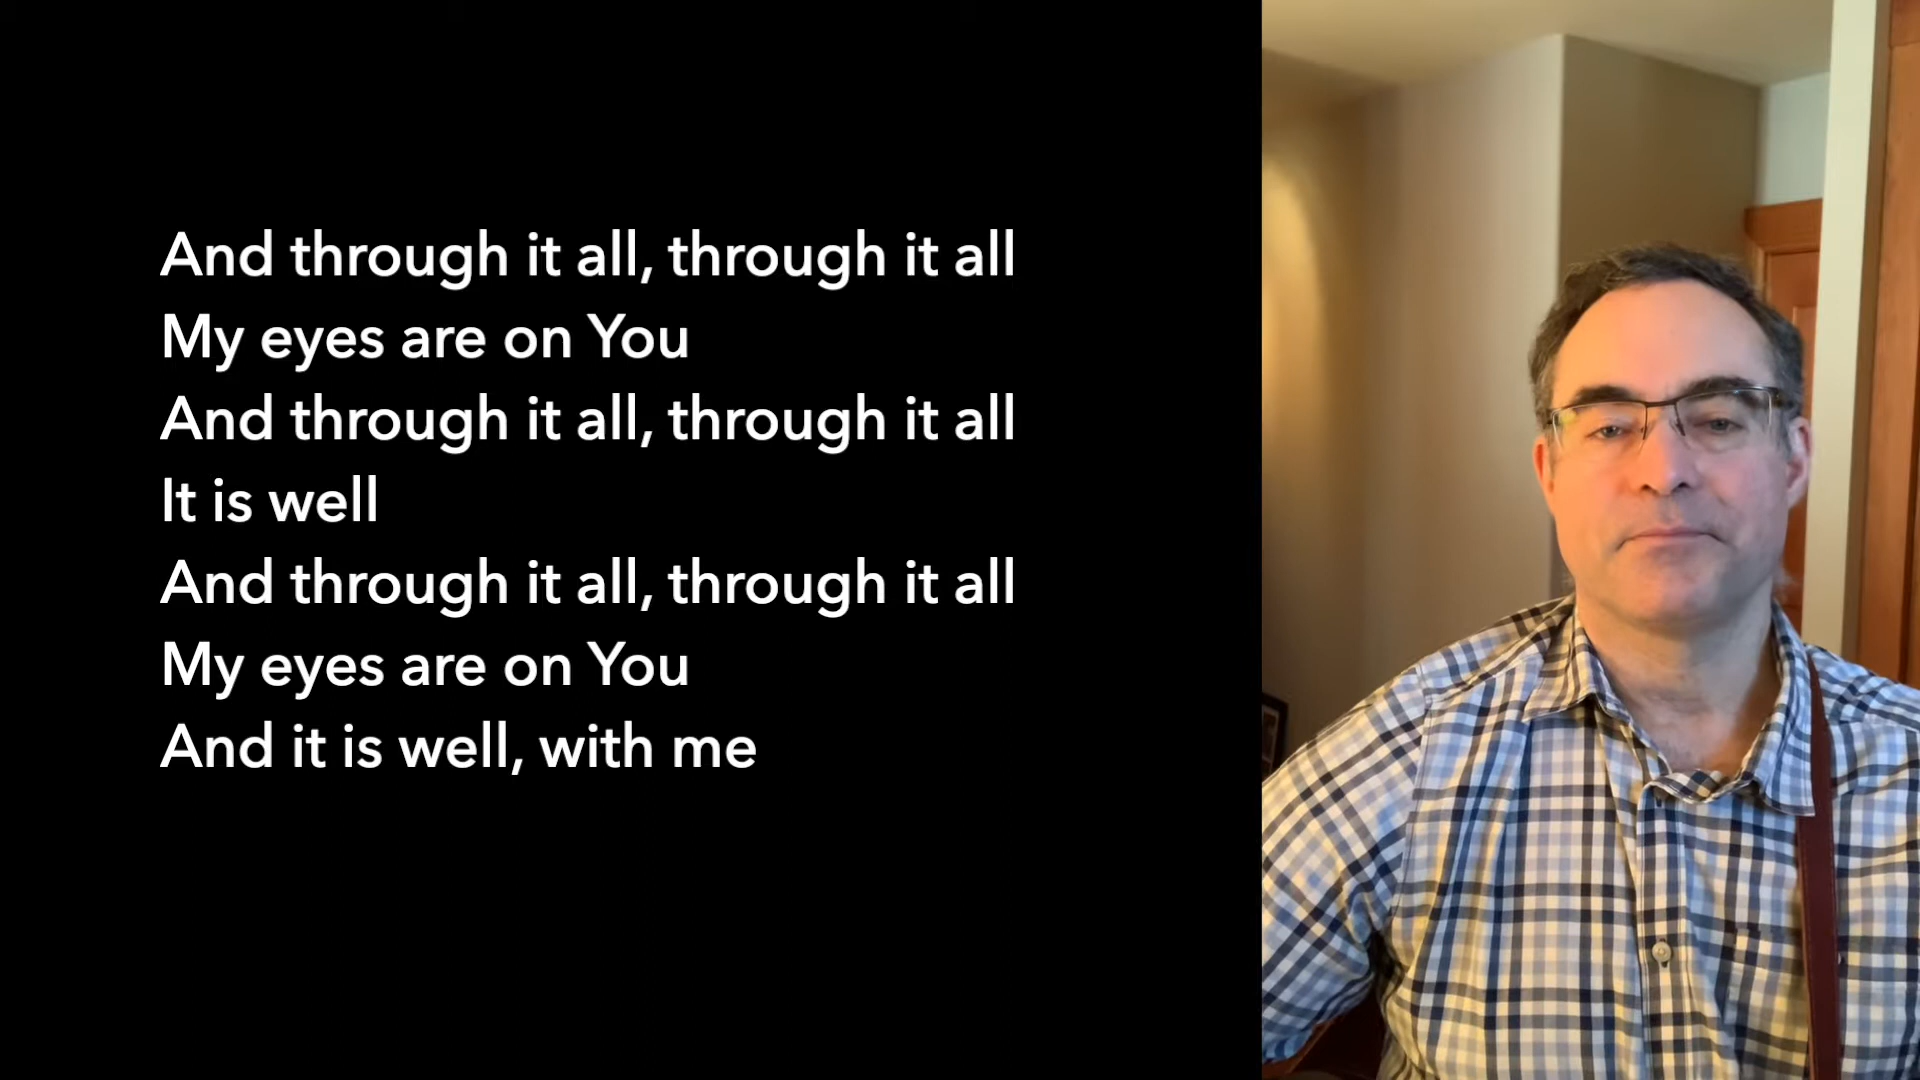 And through it all, through it all
My eyes are on You
And through it all, through it all
It is well
And through it all, through it all
My eyes are on You
And it is well, with me